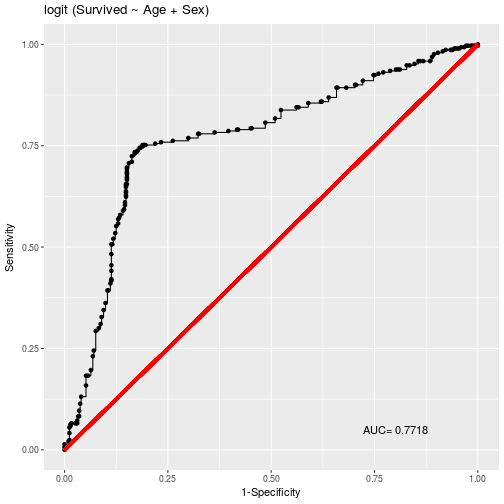 logit (Survived ~ Age + Sex)
1.00
0.75
0.50
0.25
0.00
Sensitivity
AUC= 0.7718
0.00 0.25 0.50 0.75 1.00
1-Specificity